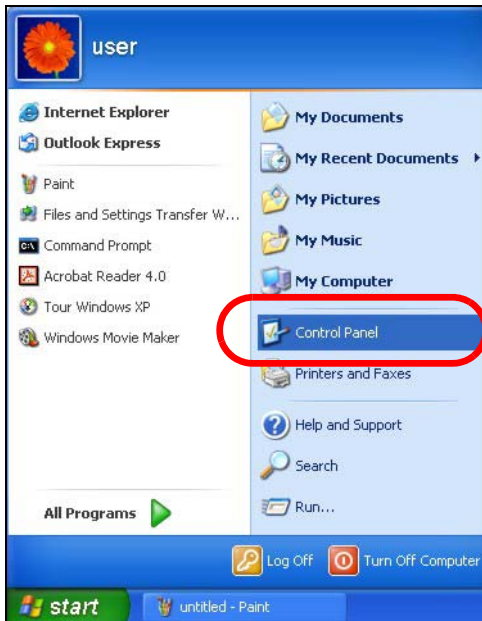 user
Internet Explorer
Outlook Express
Paint
Files and Settings Transfer W...
Command Prompt
Acrobat Reader 4.0
Tour Windows XP
Windows Movie Maker
All Programs
My Documents
My Recent Documents
My Pictures
My Music
My Computer
Control Panel
Printers and Faxes
Help and Support
Search
Run...
Log Off
Turn Off Computer
start
untitled - Paint